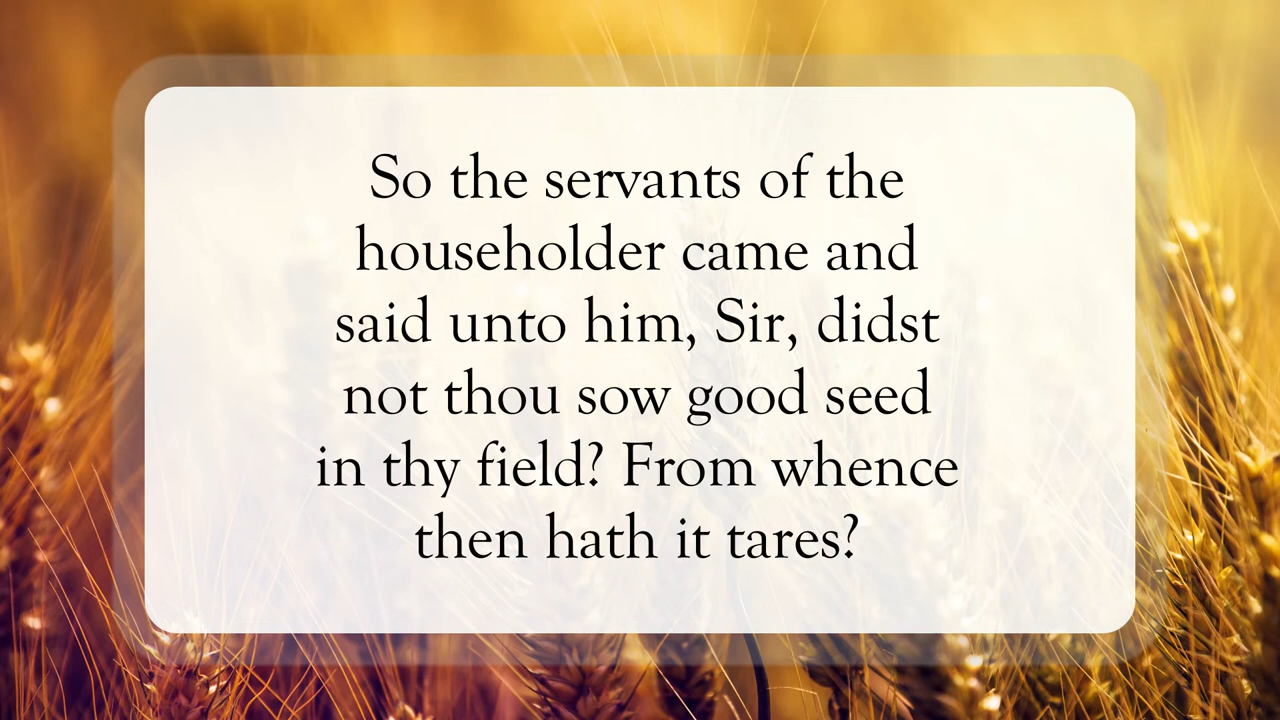 So the servants of the
householder came and
said unto him, Sir, didst
not thou sow good seed
in thy field? From whence
then hath it tares?